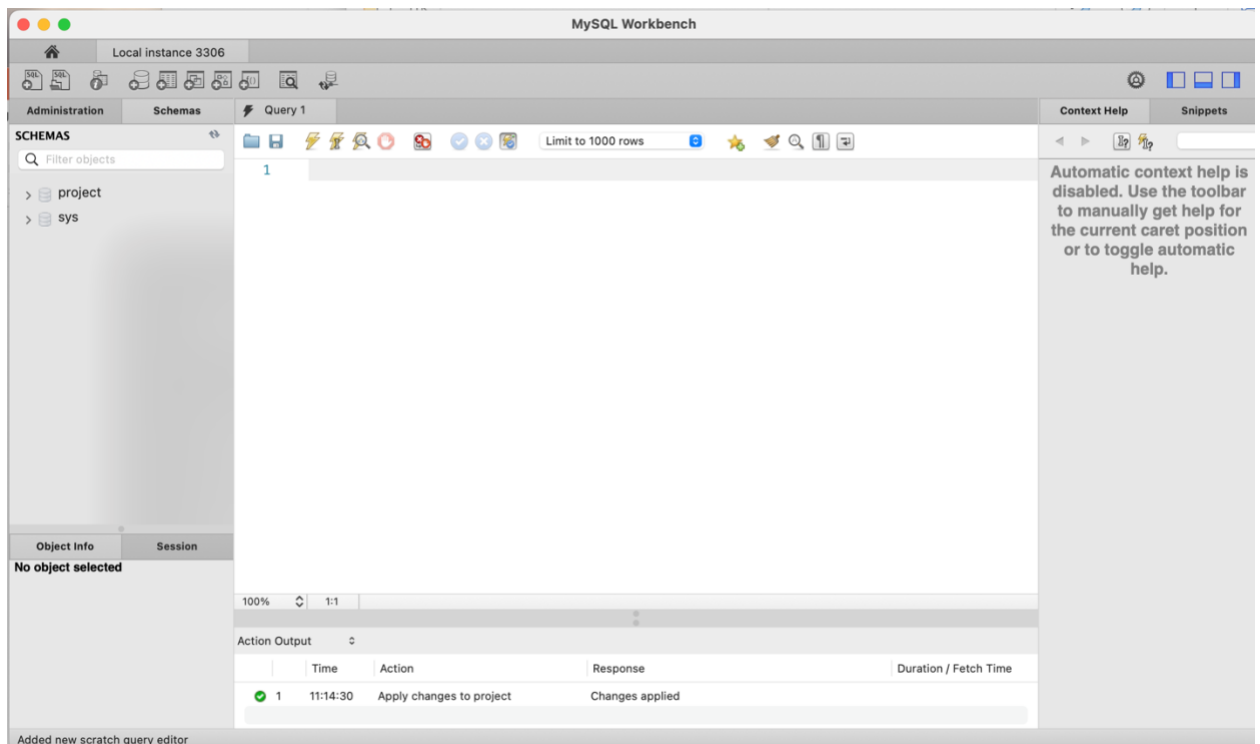 MySQL Workbench
Local instance 3306
SQL SQL
Administration Schemas
Query 1
Context Help Snippets
SCHEMAS
Limit to 1000 rows
Filter objects
1
Automatic context help is
disabled. Use the toolbar
to manually get help for
the current caret position
or to toggle automatic
help.
project
sys
Object Info Session
No object selected
100% 1:1
Action Output
Time Action Response Duration / Fetch Time
1 11:14:30 Apply changes to project Changes applied
Added new scratch query editor